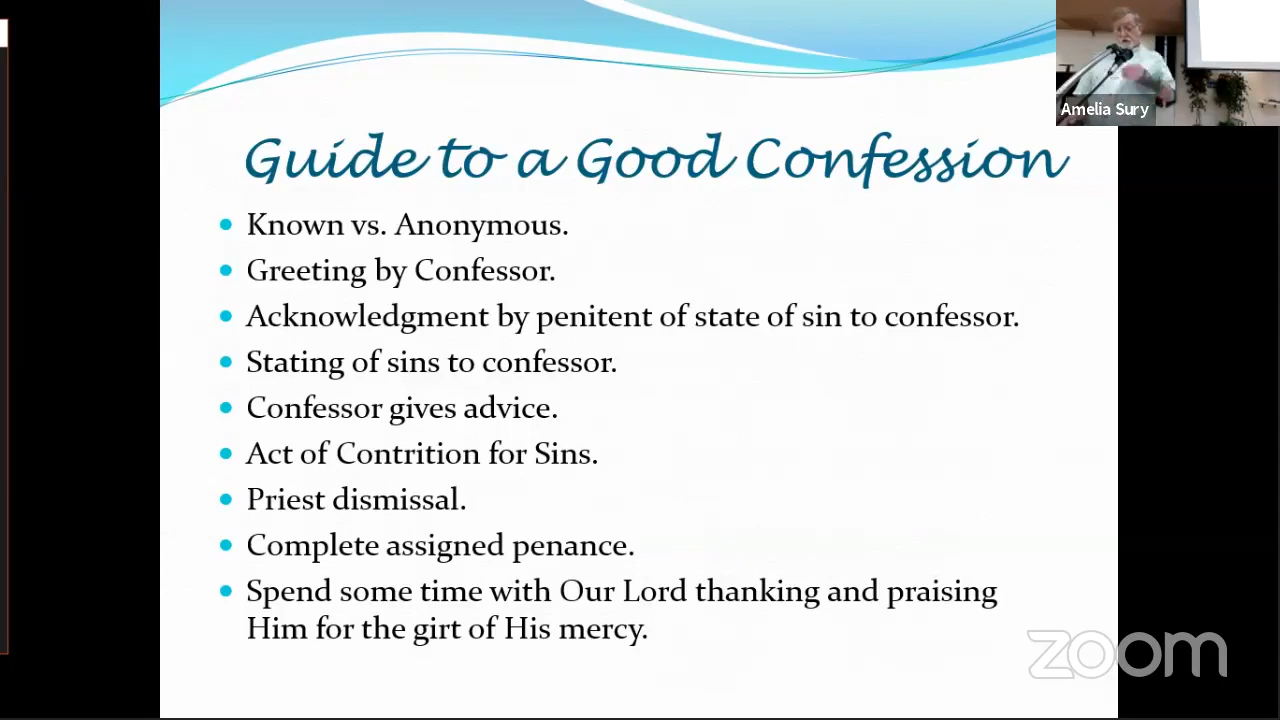 Amelia Sury
Guide to a Good Confession
Known vs. Anonymous.
Greeting by Confessor.
Acknowledgment by penitent of state of sin to confessor.
Stating of sins to confessor.
Confessor gives advice.
Act of Contrition for Sins.
Priest dismissal.
Complete assigned penance.
Spend some time with Our Lord thanking and praising
Him for the girt of His mercy.
zoom